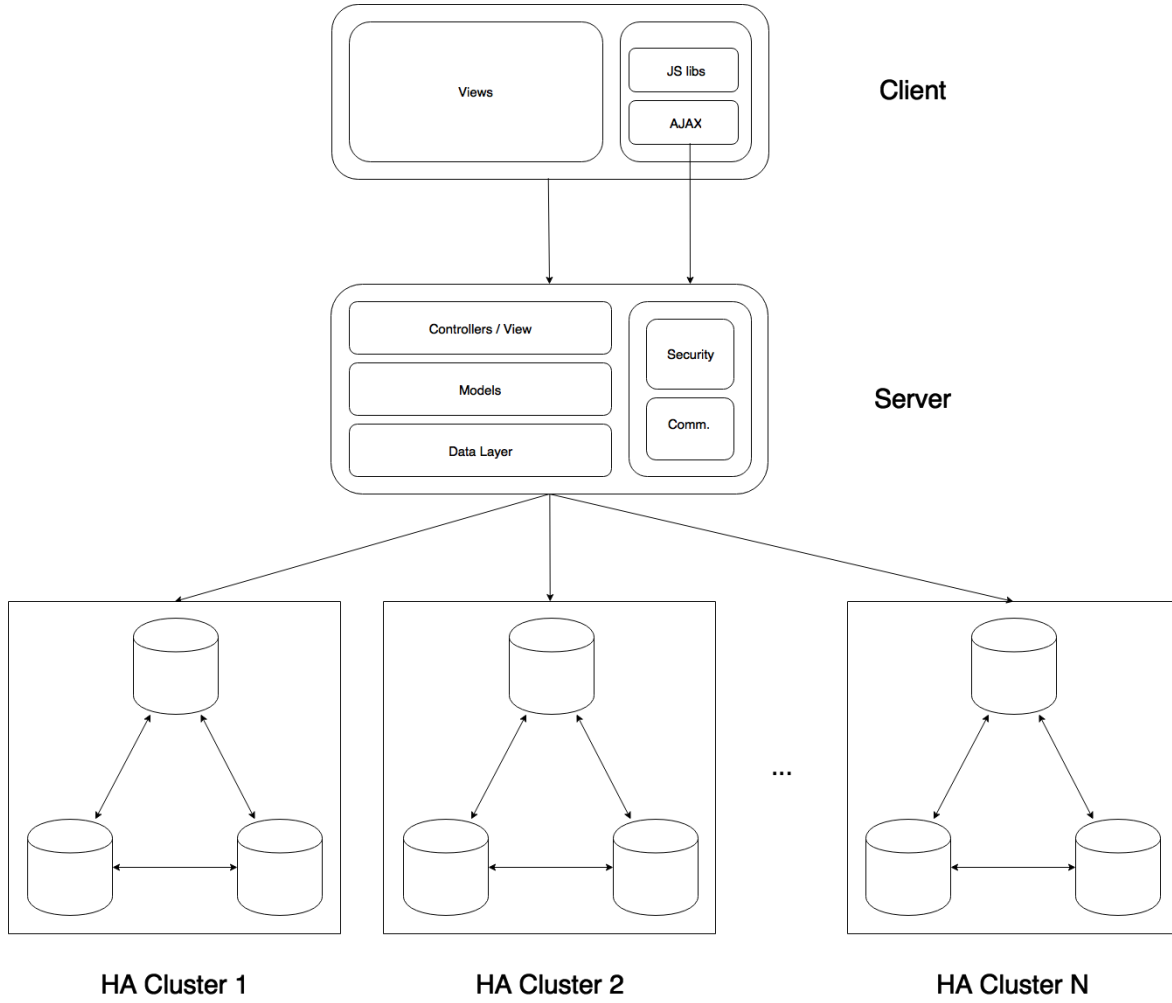 Views
JS libs
AJAX
Client
Controllers / View
Models
Data Layer
Security
Comm.
Server
...
HA Cluster 1
HA Cluster 2
HA Cluster N